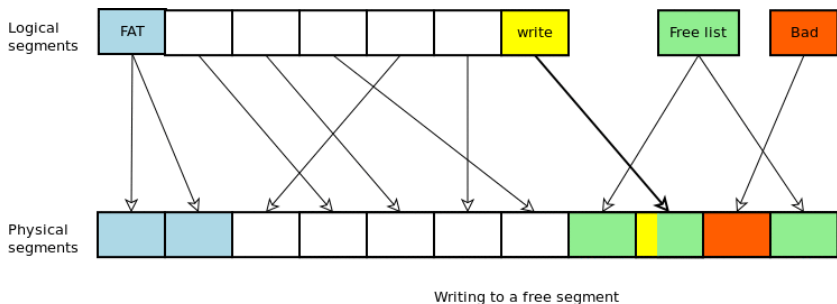 Logical
segments
FAT
write
Free list
Bad
Physical
segments
Writing to a free segment